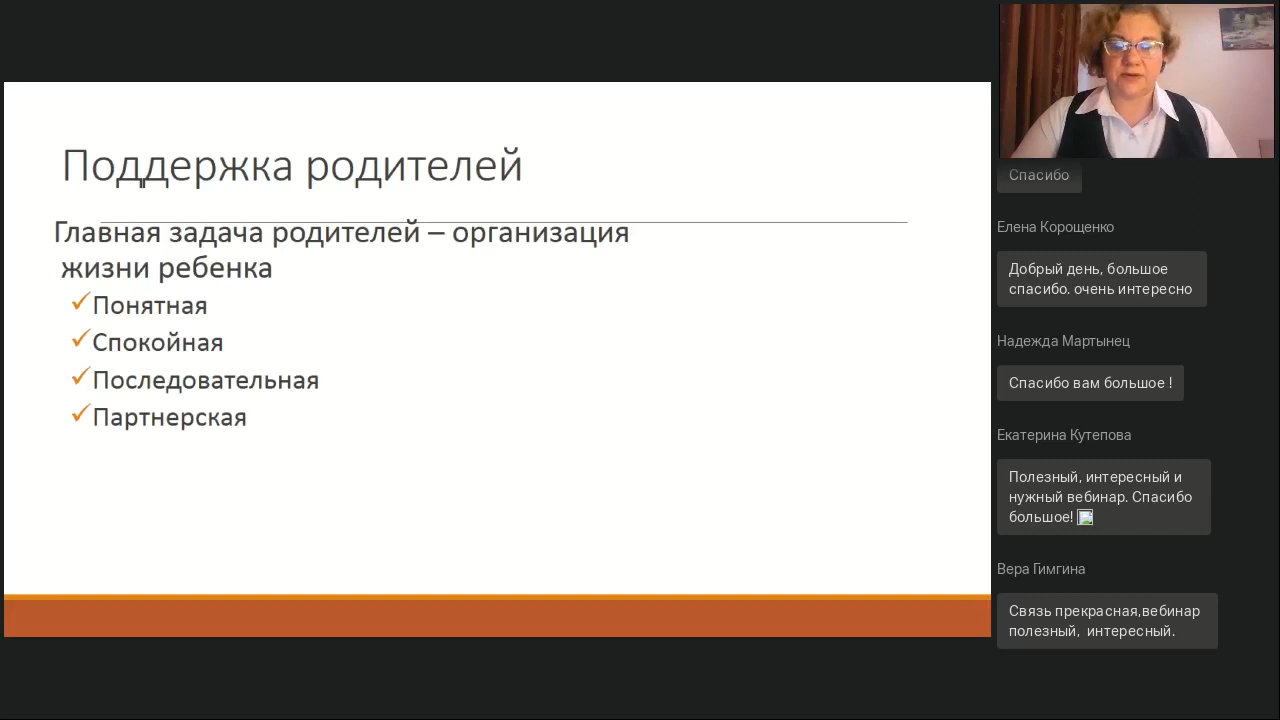 Поддержка родителей
Главная задача родителей – организация
жизни ребенка
✓Понятная
✓Спокойная
✓Последовательная
✓Партнерская
Спасибо
Елена Корощенко
Добрый день, большое
спасибо. очень интересно
Надежда Мартынец
Спасибо вам большое !
Екатерина Кутепова
Полезный, интересный и
нужный вебинар. Спасибо
большое!
Вера Гимгина
Связь прекрасная,вебинар
полезный,  интересный.